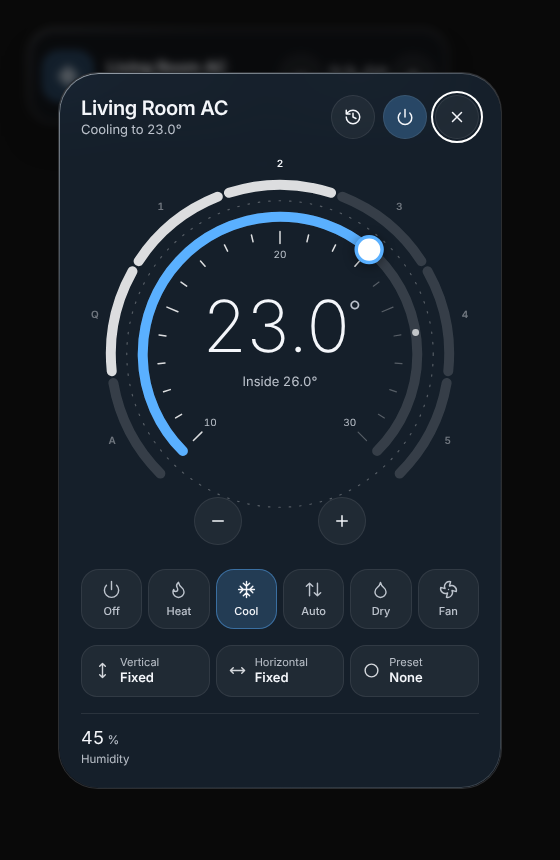 Living Room AC
Cooling to 23.0°
2
1
3
Q
4
A
5
20
10
30
23.0°
Inside 26.0°
Off
Heat
Cool
Auto
Dry
Fan
Vertical
Fixed
Horizontal
Fixed
Preset
None
45 %
Humidity